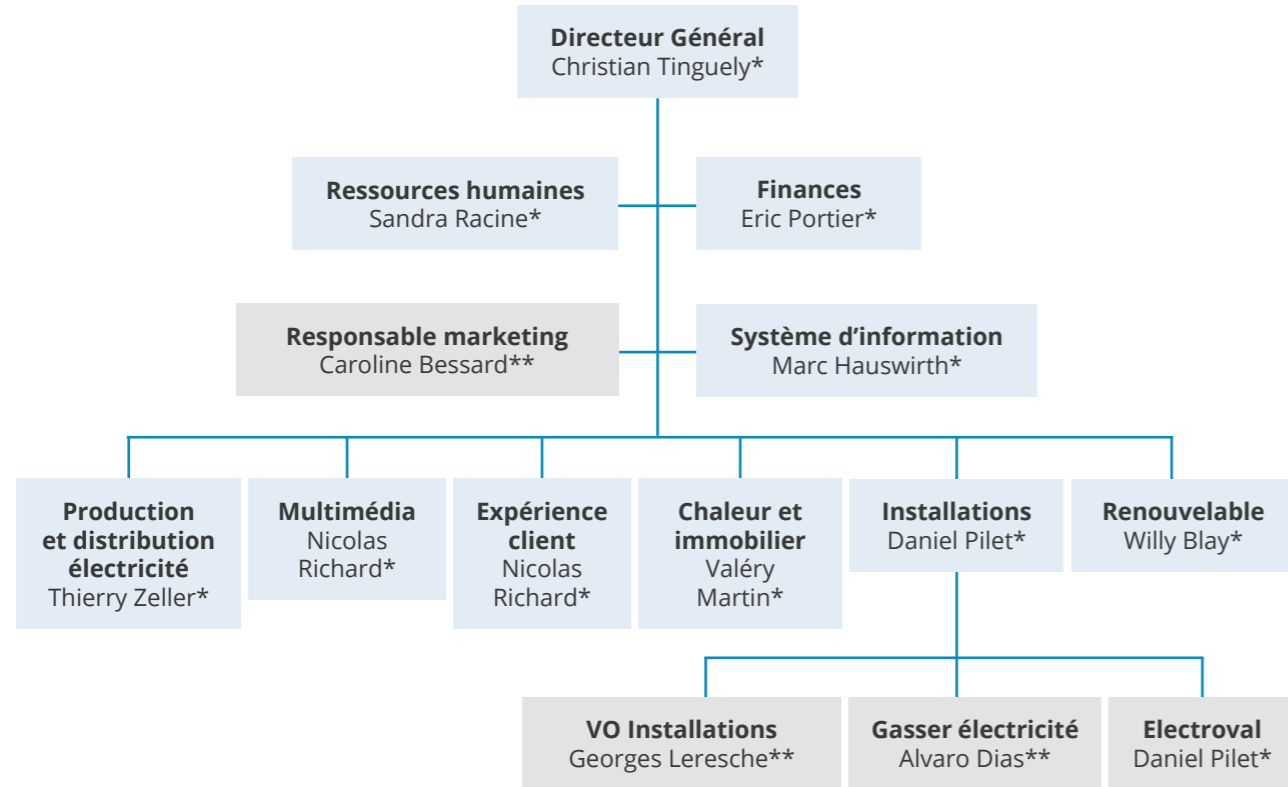 Directeur Général
Christian Tinguely*
Ressources humaines
Sandra Racine*
Finances
Eric Portier*
Responsable marketing
Caroline Bessard**
Système d’information
Marc Hauswirth*
Production
et distribution
électricité
Thierry Zeller*
Multimédia
Nicolas
Richard*
Expérience
client
Nicolas
Richard*
Chaleur et
immobilier
Valéry
Martin*
Installations
Daniel Pilet*
Renouvelable
Willy Blay*
VO Installations
Georges Leresche**
Gasser électricité
Alvaro Dias**
Electroval
Daniel Pilet*